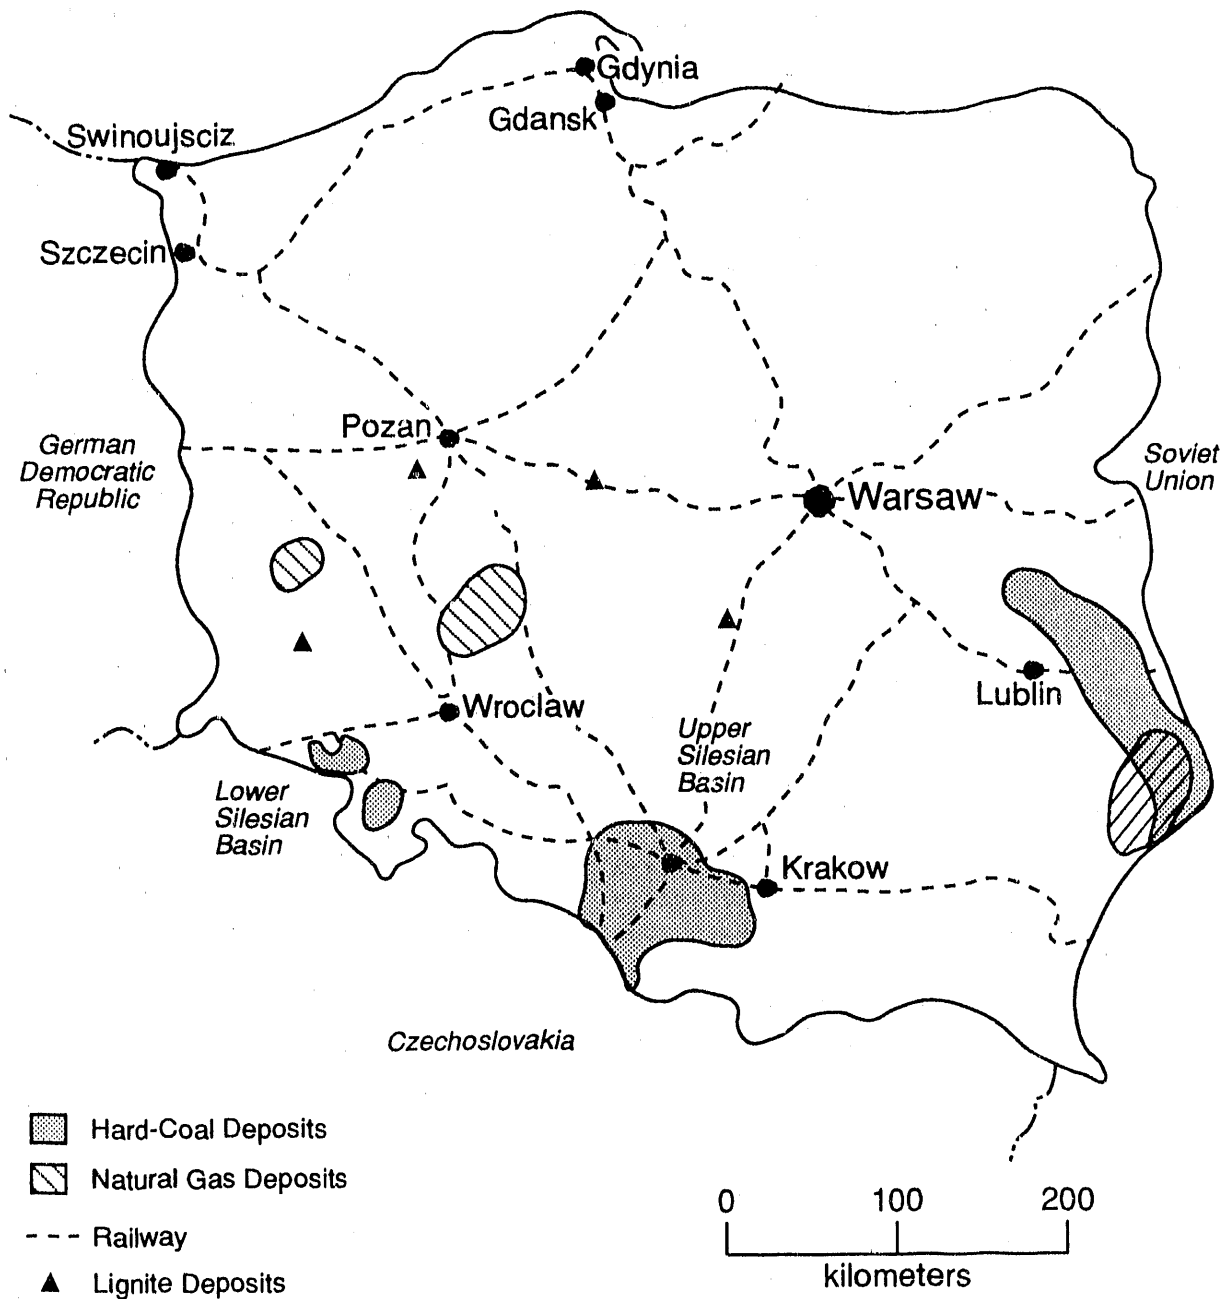 Gdynia
Gdansk
Swinoujsciz
Szczecin
Pozan
German
Democratic
Republic
Soviet
Union
Warsaw
Lublin
Wroclaw
Upper
Silesian
Basin
Lower
Silesian
Basin
Krakow
Czechoslovakia
Hard-Coal Deposits
Natural Gas Deposits
Railway
Lignite Deposits
0 100 200
kilometers